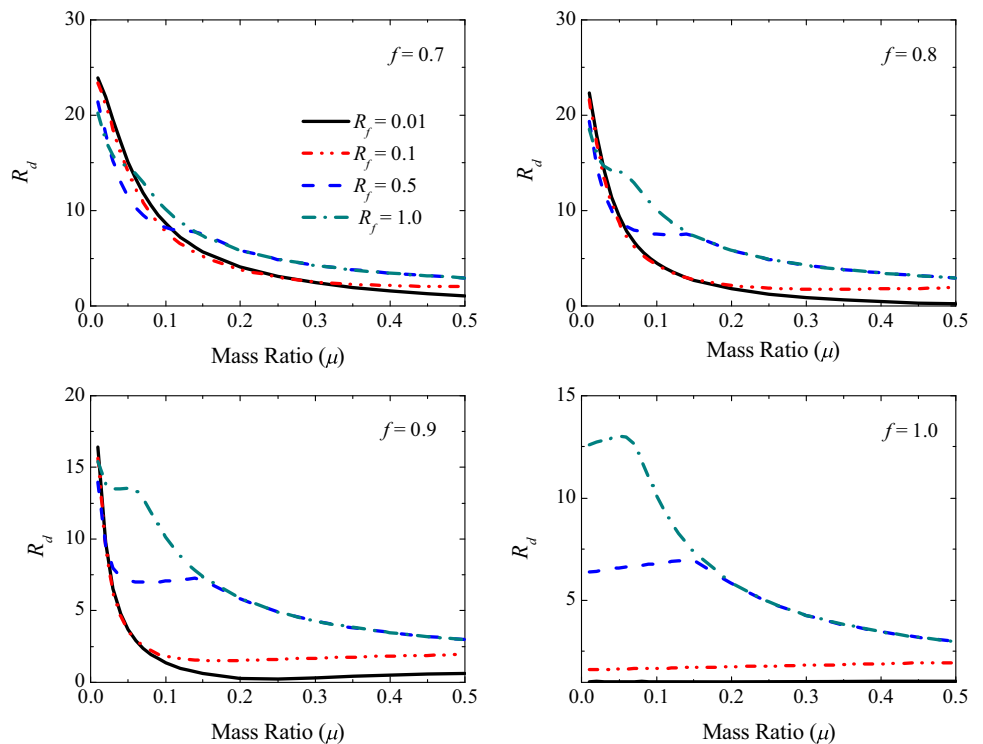 30
20
10
0
0.0 0.1 0.2 0.3 0.4 0.5
R_d
Mass Ratio (μ)
f = 0.7
R_f = 0.01
R_f = 0.1
R_f = 0.5
R_f = 1.0
30
20
10
0
0.0 0.1 0.2 0.3 0.4 0.5
R_d
Mass Ratio (μ)
f = 0.8
20
15
10
5
0
0.0 0.1 0.2 0.3 0.4 0.5
R_d
Mass Ratio (μ)
f = 0.9
15
10
5
0.0 0.1 0.2 0.3 0.4 0.5
R_d
Mass Ratio (μ)
f = 1.0